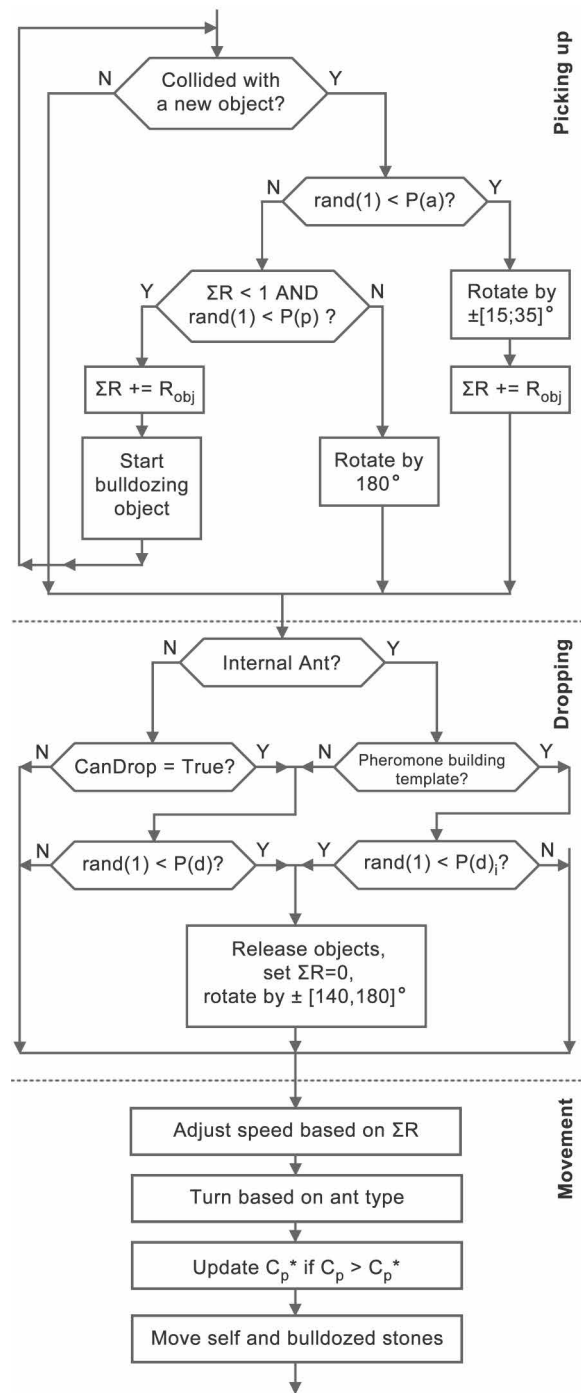 Picking up
N
Collided with
a new object?
Y
N
rand(1) < P(a)?
Y
Y
ΣR < 1 AND
rand(1) < P(p) ?
N
Rotate by
±[15;35]°
ΣR += Robj
ΣR += Robj
Start
bulldozing
object
Rotate by
180°
Dropping
N
Internal Ant?
Y
N
CanDrop = True?
Y
N
Pheromone building
template?
Y
N
rand(1) < P(d)?
Y
Y
rand(1) < P(d)i?
N
Release objects,
set ΣR=0,
rotate by ± [140,180]°
Movement
Adjust speed based on ΣR
Turn based on ant type
Update Cp* if Cp > Cp*
Move self and bulldozed stones